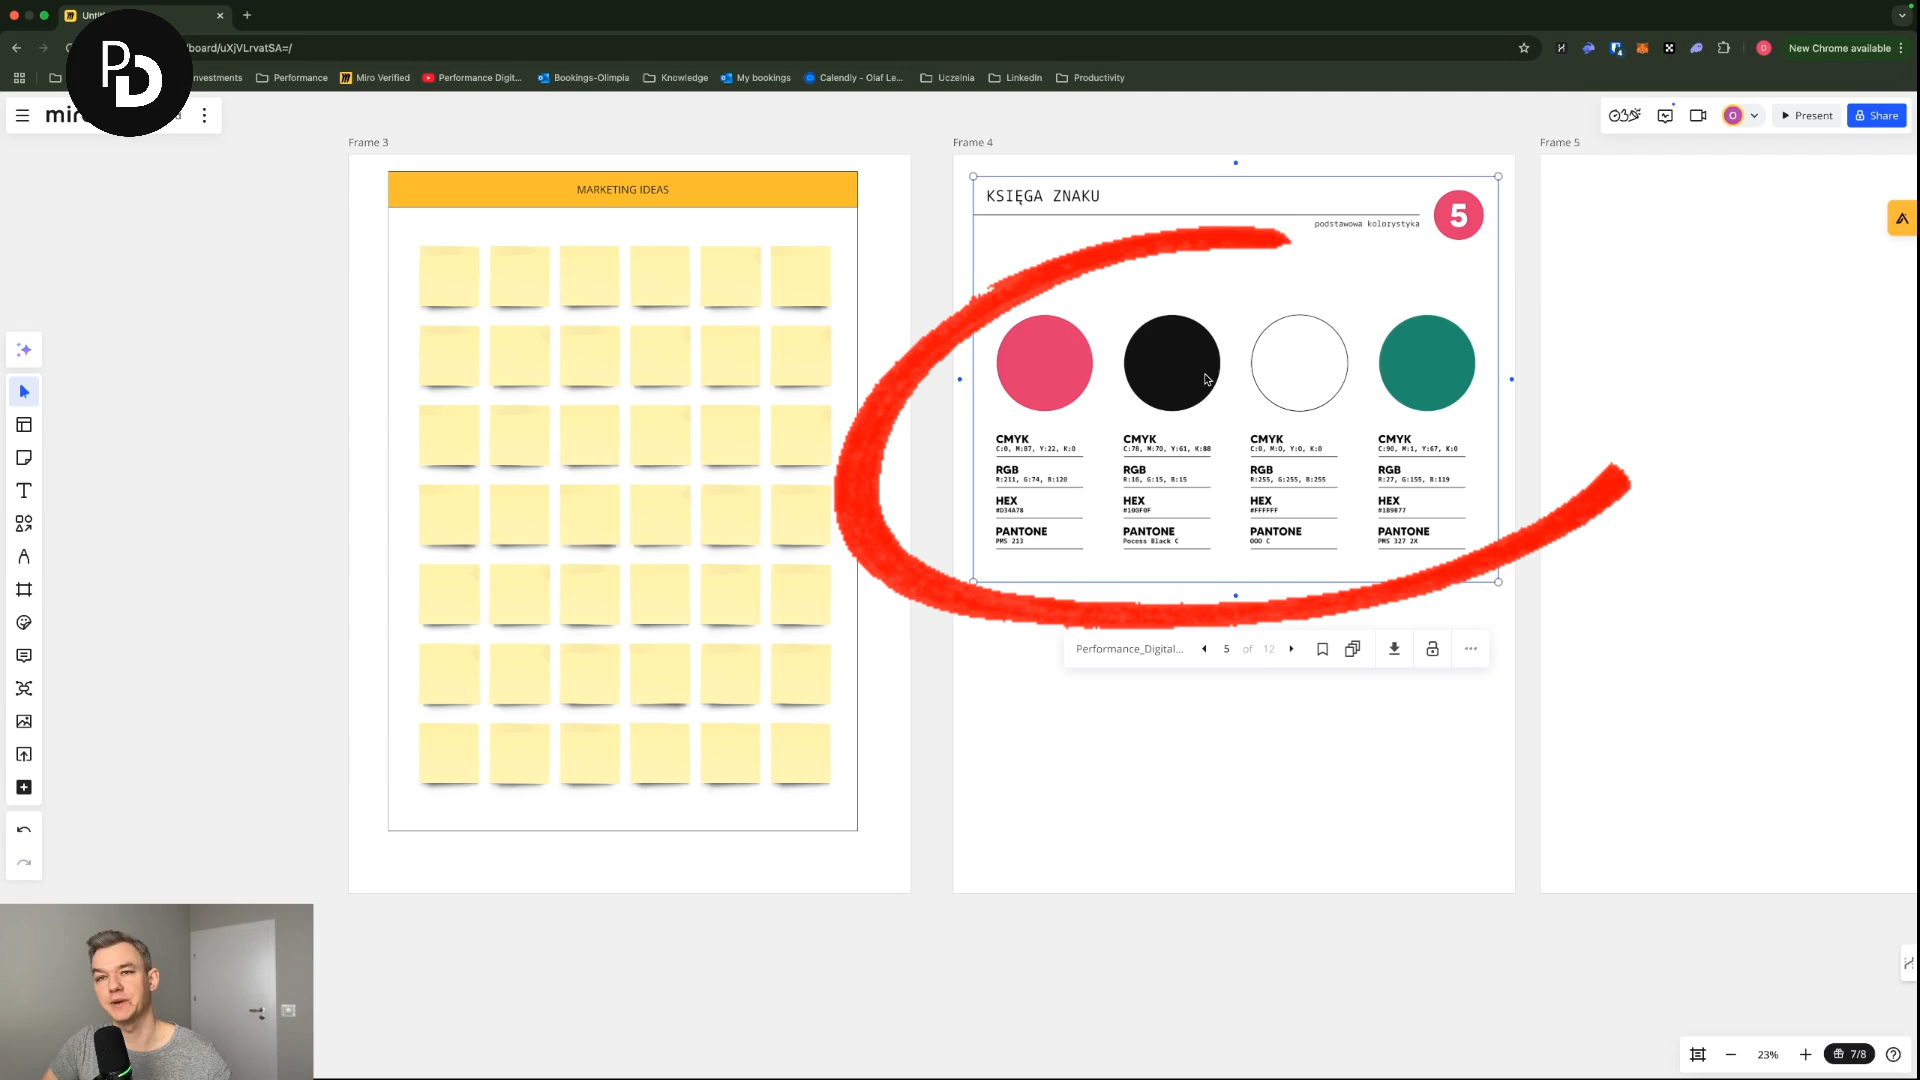 Unti
board/uXjVLrvatSA=/
New Chrome available
nvestments
Performance
Miro Verified
Performance Digit...
Bookings-Olimpia
Knowledge
My bookings
Calendly - Olaf Le...
Uczelnia
LinkedIn
Productivity
PD
mir
Present
Share
Frame 3
Frame 4
Frame 5
MARKETING IDEAS
KSIĘGA ZNAKU
podstawowa kolorystyka
5
CMYK
C:0, M:87, Y:22, K:0
RGB
R:211, G:74, B:120
HEX
#D34A78
PANTONE
PMS 213
CMYK
C:78, M:70, Y:61, K:88
RGB
R:16, G:15, B:15
HEX
#100F0F
PANTONE
Pocess Black C
CMYK
C:0, M:0, Y:0, K:0
RGB
R:255, G:255, B:255
HEX
#FFFFFF
PANTONE
000 C
CMYK
C:90, M:1, Y:67, K:0
RGB
R:27, G:155, B:119
HEX
#1B9B77
PANTONE
PMS 327 2X
Performance_Digital...
5 of 12
23%
7/8